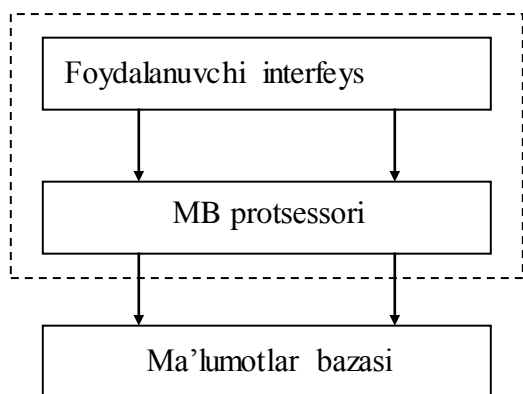 Foydalanuvchi interfeys
MB protsessori
Ma’lumotlar bazasi